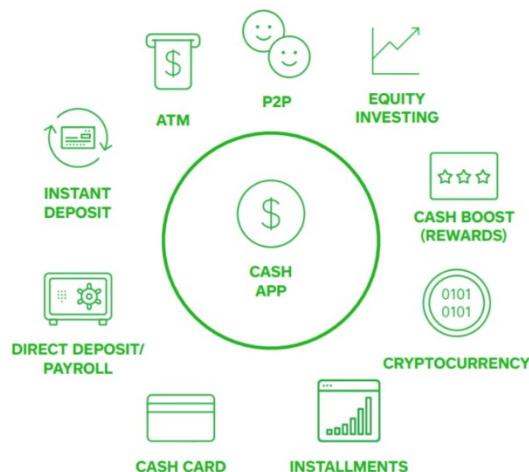 P2P
ATM
EQUITY
INVESTING
INSTANT
DEPOSIT
$
CASH
APP
CASH BOOST
(REWARDS)
$
DIRECT DEPOSIT/
PAYROLL
0101
0101
CRYPTOCURRENCY
CASH CARD
INSTALLMENTS